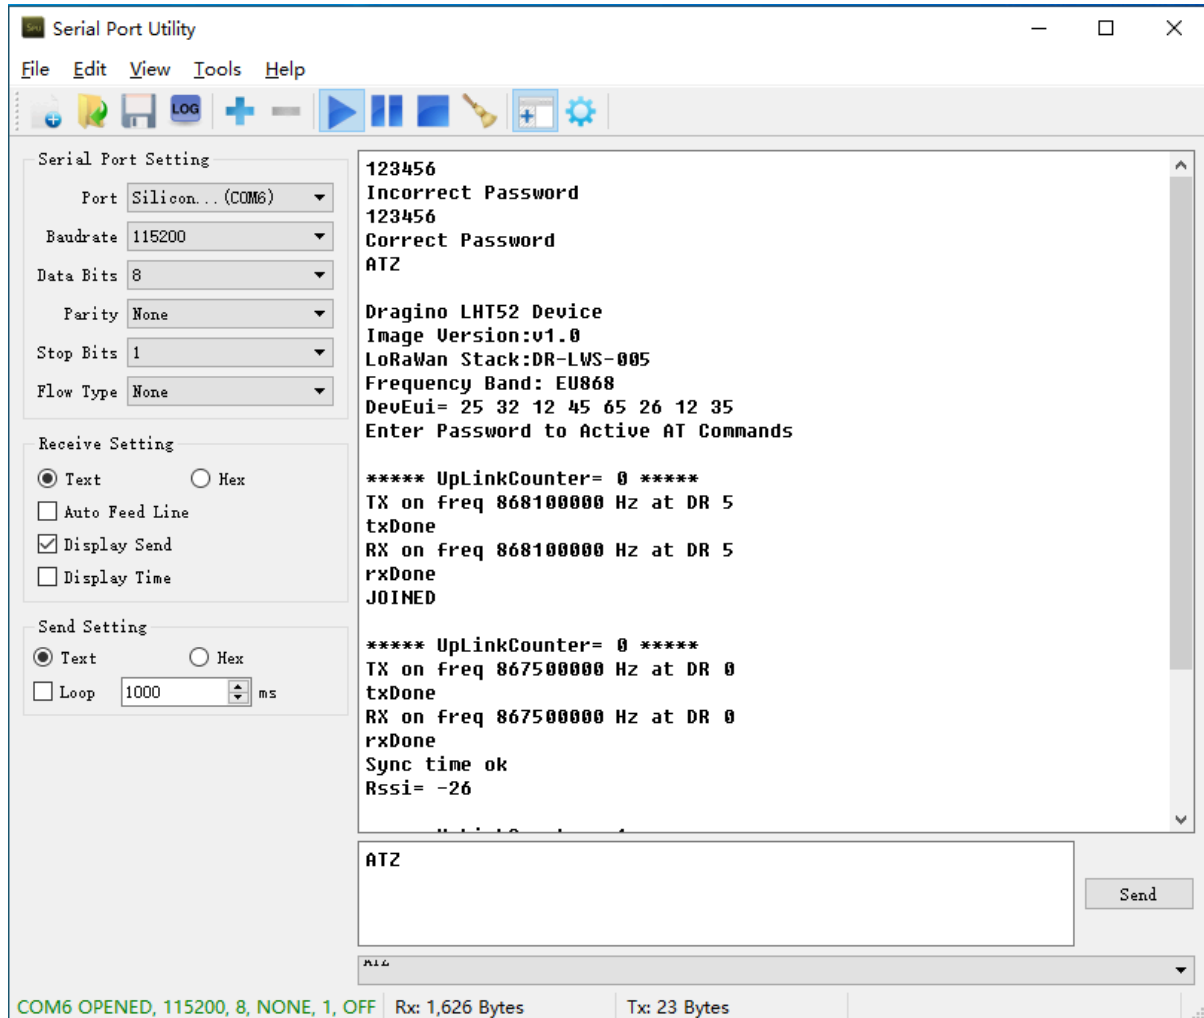 Serial Port Utility
File Edit View Tools Help
LOG
Serial Port Setting
Port Silicon...(COM6)
Baudrate 115200
Data Bits 8
Parity None
Stop Bits 1
Flow Type None
Receive Setting
Text Hex
Auto Feed Line
Display Send
Display Time
Send Setting
Text Hex
Loop 1000 ms
123456
Incorrect Password
123456
Correct Password
ATZ
Dragino LHT52 Device
Image Version:v1.0
LoRaWan Stack:DR-LWS-005
Frequency Band: EU868
DevEui= 25 32 12 45 65 26 12 35
Enter Password to Active AT Commands
***** UpLinkCounter= 0 *****
TX on freq 868100000 Hz at DR 5
txDone
RX on freq 868100000 Hz at DR 5
rxDone
JOINED
***** UpLinkCounter= 0 *****
TX on freq 867500000 Hz at DR 0
txDone
RX on freq 867500000 Hz at DR 0
rxDone
Sync time ok
Rssi= -26
ATZ
Send
ATZ
COM6 OPENED, 115200, 8, NONE, 1, OFF Rx: 1,626 Bytes Tx: 23 Bytes